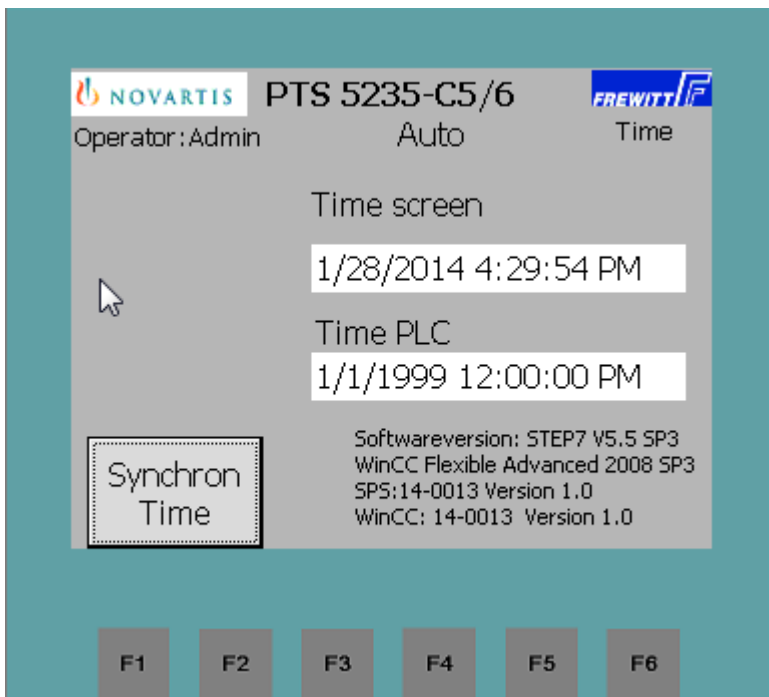 NOVARTIS PTS 5235-C5/6 FREWITT
Operator:Admin Auto Time
Time screen
1/28/2014 4:29:54 PM
Time PLC
1/1/1999 12:00:00 PM
Softwareversion: STEP7 V5.5 SP3
WinCC Flexible Advanced 2008 SP3
SPS:14-0013 Version 1.0
WinCC: 14-0013 Version 1.0
Synchron
Time
F1 F2 F3 F4 F5 F6